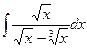 ∫ √x / (√x − ∛x) dx